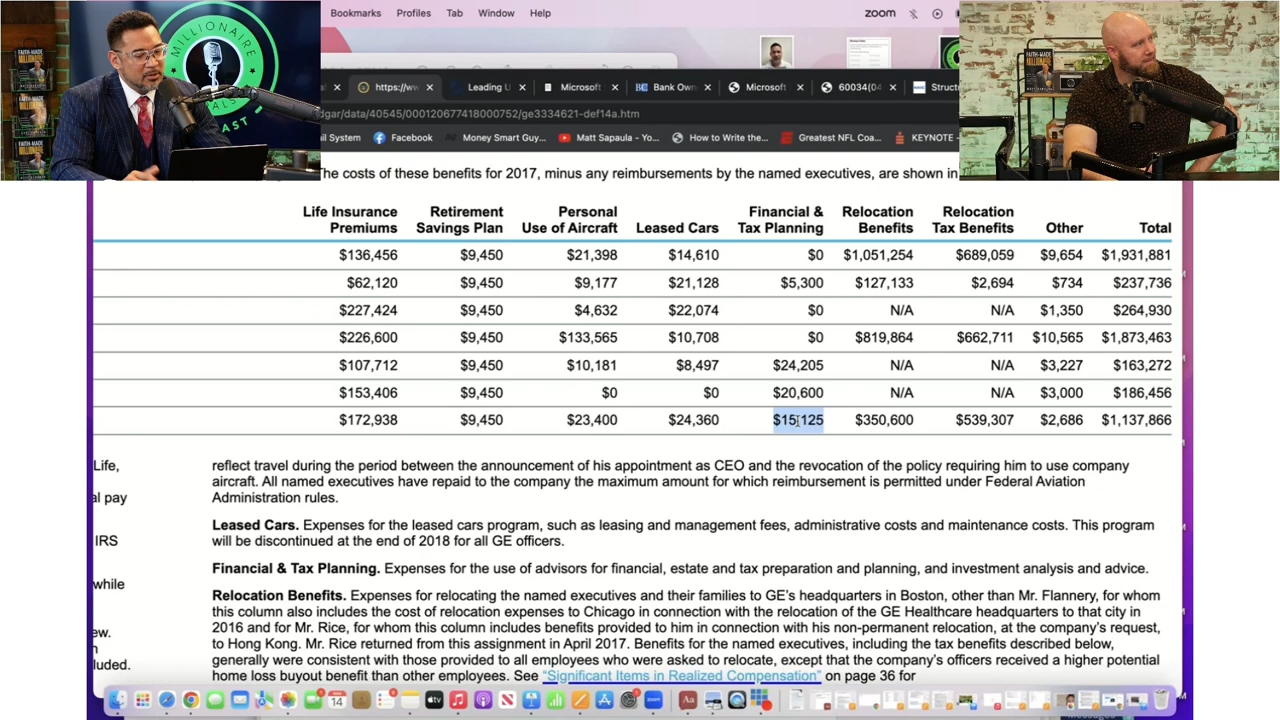 MILLIONAIRE
FAITH-MADE
MILLIONAIRE
FAITH-MADE
MILLIONAIRE
Bookmarks Profiles Tab Window Help
zoom
https://ww Leading U Microsoft Bank Own Microsoft 60034(04 Struct
dgar/data/40545/000120677418000752/ge3334621-def14a.htm
il System Facebook Money Smart Guy... Matt Sapaula - Yo... How to Write the... Greatest NFL Coa... KEYNOTE
The costs of these benefits for 2017, minus any reimbursements by the named executives, are shown in
Life Insurance Premiums Retirement Savings Plan Personal Use of Aircraft Leased Cars Financial & Tax Planning Relocation Benefits Relocation Tax Benefits Other Total
$136,456 $9,450 $21,398 $14,610 $0 $1,051,254 $689,059 $9,654 $1,931,881
$62,120 $9,450 $9,177 $21,128 $5,300 $127,133 $2,694 $734 $237,736
$227,424 $9,450 $4,632 $22,074 $0 N/A N/A $1,350 $264,930
$226,600 $9,450 $133,565 $10,708 $0 $819,864 $662,711 $10,565 $1,873,463
$107,712 $9,450 $10,181 $8,497 $24,205 N/A N/A $3,227 $163,272
$153,406 $9,450 $0 $0 $20,600 N/A N/A $3,000 $186,456
$172,938 $9,450 $23,400 $24,360 $15,125 $350,600 $539,307 $2,686 $1,137,866
Life,
al pay
IRS
while
ew.
luded.
reflect travel during the period between the announcement of his appointment as CEO and the revocation of the policy requiring him to use company
aircraft. All named executives have repaid to the company the maximum amount for which reimbursement is permitted under Federal Aviation
Administration rules.
Leased Cars. Expenses for the leased cars program, such as leasing and management fees, administrative costs and maintenance costs. This program
will be discontinued at the end of 2018 for all GE officers.
Financial & Tax Planning. Expenses for the use of advisors for financial, estate and tax preparation and planning, and investment analysis and advice.
Relocation Benefits. Expenses for relocating the named executives and their families to GE's headquarters in Boston, other than Mr. Flannery, for whom
this column also includes the cost of relocation expenses to Chicago in connection with the relocation of the GE Healthcare headquarters to that city in
2016 and for Mr. Rice, for whom this column includes benefits provided to him in connection with his non-permanent relocation, at the company's request,
to Hong Kong. Mr. Rice returned from this assignment in April 2017. Benefits for the named executives, including the tax benefits described below,
generally were consistent with those provided to all employees who were asked to relocate, except that the company's officers received a higher potential
home loss buyout benefit than other employees. See "Significant Items in Realized Compensation" on page 36 for
14